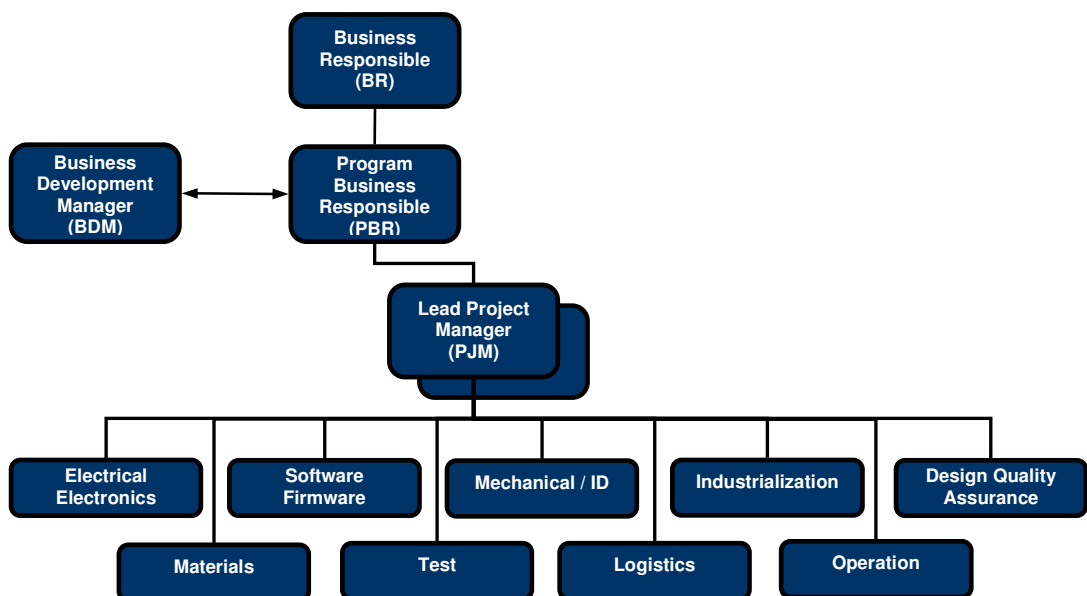 Business
Responsible
(BR)
Business
Development
Manager
(BDM)
Program
Business
Responsible
(PBR)
Lead Project
Manager
(PJM)
Electrical
Electronics
Software
Firmware
Mechanical / ID
Industrialization
Design Quality
Assurance
Materials
Test
Logistics
Operation